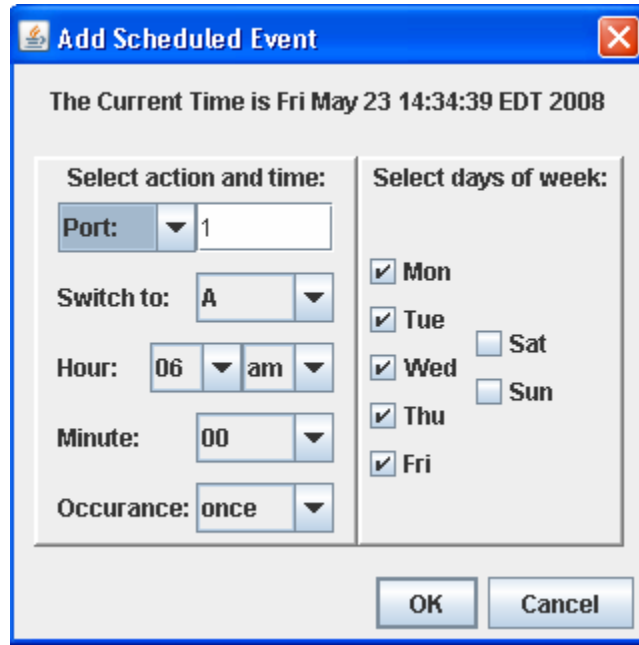 Add Scheduled Event
The Current Time is Fri May 23 14:34:39 EDT 2008
Select action and time:
Port: 1
Switch to: A
Hour: 06 am
Minute: 00
Occurance: once
Select days of week:
Mon
Tue
Wed
Thu
Fri
Sat
Sun
OK Cancel